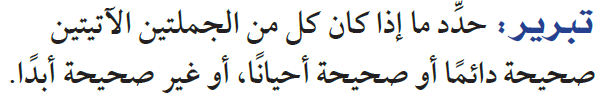 تبرير: حدِّد ما إذا كان كل من الجملتين الآتيتين
صحيحة دائمًا أو صحيحة أحيانًا، أو غير صحيحة أبدًا.